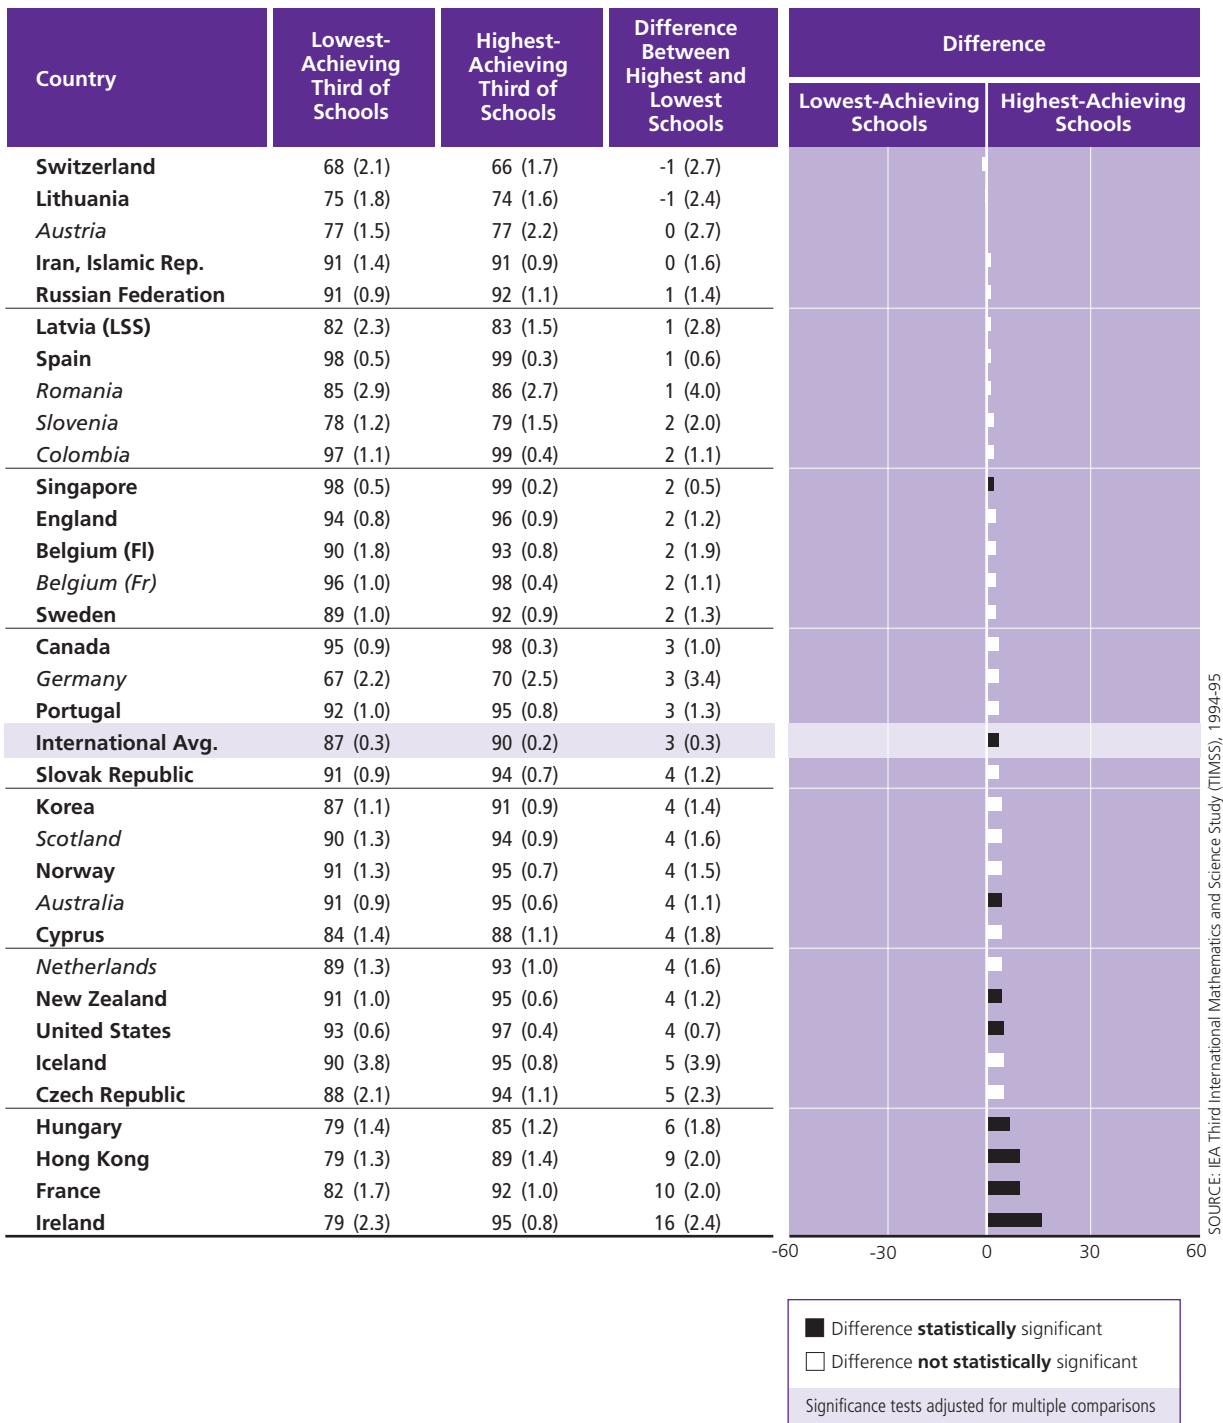 Country
Lowest-
Achieving
Third of
Schools
Highest-
Achieving
Third of
Schools
Difference
Between
Highest and
Lowest
Schools
Difference
Lowest-Achieving
Schools
Highest-Achieving
Schools
Switzerland 68 (2.1) 66 (1.7) -1 (2.7)
Lithuania 75 (1.8) 74 (1.6) -1 (2.4)
Austria 77 (1.5) 77 (2.2) 0 (2.7)
Iran, Islamic Rep. 91 (1.4) 91 (0.9) 0 (1.6)
Russian Federation 91 (0.9) 92 (1.1) 1 (1.4)
Latvia (LSS) 82 (2.3) 83 (1.5) 1 (2.8)
Spain 98 (0.5) 99 (0.3) 1 (0.6)
Romania 85 (2.9) 86 (2.7) 1 (4.0)
Slovenia 78 (1.2) 79 (1.5) 2 (2.0)
Colombia 97 (1.1) 99 (0.4) 2 (1.1)
Singapore 98 (0.5) 99 (0.2) 2 (0.5)
England 94 (0.8) 96 (0.9) 2 (1.2)
Belgium (Fl) 90 (1.8) 93 (0.8) 2 (1.9)
Belgium (Fr) 96 (1.0) 98 (0.4) 2 (1.1)
Sweden 89 (1.0) 92 (0.9) 2 (1.3)
Canada 95 (0.9) 98 (0.3) 3 (1.0)
Germany 67 (2.2) 70 (2.5) 3 (3.4)
Portugal 92 (1.0) 95 (0.8) 3 (1.3)
International Avg. 87 (0.3) 90 (0.2) 3 (0.3)
Slovak Republic 91 (0.9) 94 (0.7) 4 (1.2)
Korea 87 (1.1) 91 (0.9) 4 (1.4)
Scotland 90 (1.3) 94 (0.9) 4 (1.6)
Norway 91 (1.3) 95 (0.7) 4 (1.5)
Australia 91 (0.9) 95 (0.6) 4 (1.1)
Cyprus 84 (1.4) 88 (1.1) 4 (1.8)
Netherlands 89 (1.3) 93 (1.0) 4 (1.6)
New Zealand 91 (1.0) 95 (0.6) 4 (1.2)
United States 93 (0.6) 97 (0.4) 4 (0.7)
Iceland 90 (3.8) 95 (0.8) 5 (3.9)
Czech Republic 88 (2.1) 94 (1.1) 5 (2.3)
Hungary 79 (1.4) 85 (1.2) 6 (1.8)
Hong Kong 79 (1.3) 89 (1.4) 9 (2.0)
France 82 (1.7) 92 (1.0) 10 (2.0)
Ireland 79 (2.3) 95 (0.8) 16 (2.4)
-60 -30 0 30 60
SOURCE: IEA Third International Mathematics and Science Study (TIMSS), 1994-95
Difference statistically significant
Difference not statistically significant
Significance tests adjusted for multiple comparisons